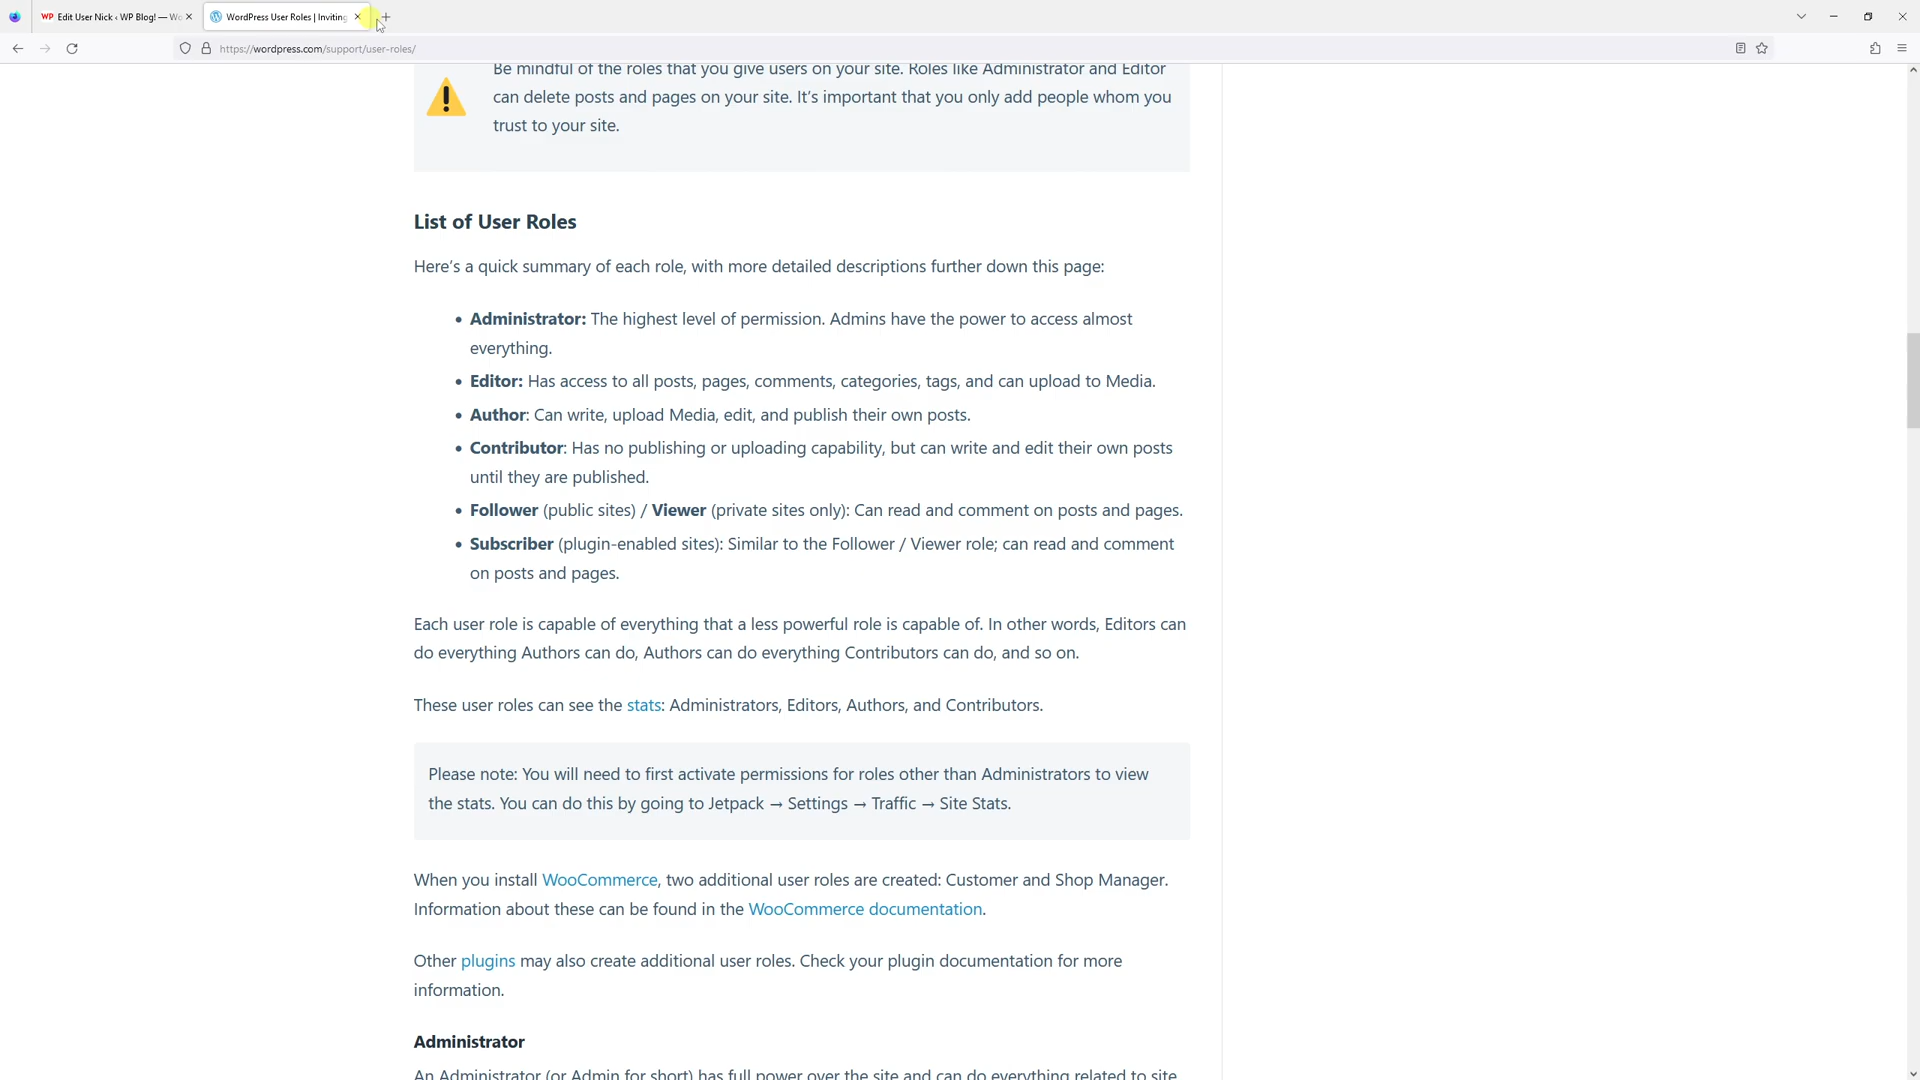 WP Edit User Nick ‹ WP Blog! — Wo
WordPress User Roles | Inviting
https://wordpress.com/support/user-roles/
Be mindful of the roles that you give users on your site. Roles like Administrator and Editor
can delete posts and pages on your site. It's important that you only add people whom you
trust to your site.
List of User Roles
Here's a quick summary of each role, with more detailed descriptions further down this page:
• Administrator: The highest level of permission. Admins have the power to access almost
everything.
• Editor: Has access to all posts, pages, comments, categories, tags, and can upload to Media.
• Author: Can write, upload Media, edit, and publish their own posts.
• Contributor: Has no publishing or uploading capability, but can write and edit their own posts
until they are published.
• Follower (public sites) / Viewer (private sites only): Can read and comment on posts and pages.
• Subscriber (plugin-enabled sites): Similar to the Follower / Viewer role; can read and comment
on posts and pages.
Each user role is capable of everything that a less powerful role is capable of. In other words, Editors can
do everything Authors can do, Authors can do everything Contributors can do, and so on.
These user roles can see the stats: Administrators, Editors, Authors, and Contributors.
Please note: You will need to first activate permissions for roles other than Administrators to view
the stats. You can do this by going to Jetpack → Settings → Traffic → Site Stats.
When you install WooCommerce, two additional user roles are created: Customer and Shop Manager.
Information about these can be found in the WooCommerce documentation.
Other plugins may also create additional user roles. Check your plugin documentation for more
information.
Administrator
An Administrator (or Admin for short) has full power over the site and can do everything related to site